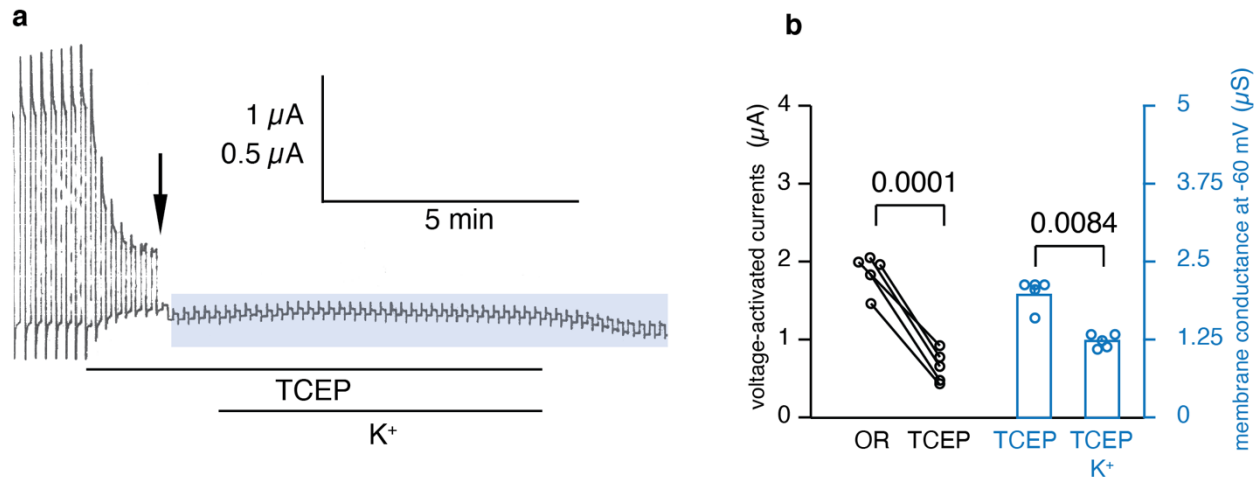 a
1 μA
0.5 μA
5 min
TCEP
K⁺
b
voltage-activated currents (μA)
4
3
2
1
0
0.0001
0.0084
OR TCEP
TCEP TCEP
K⁺
5
3.75
2.5
1.25
0
membrane conductance at -60 mV (μS)